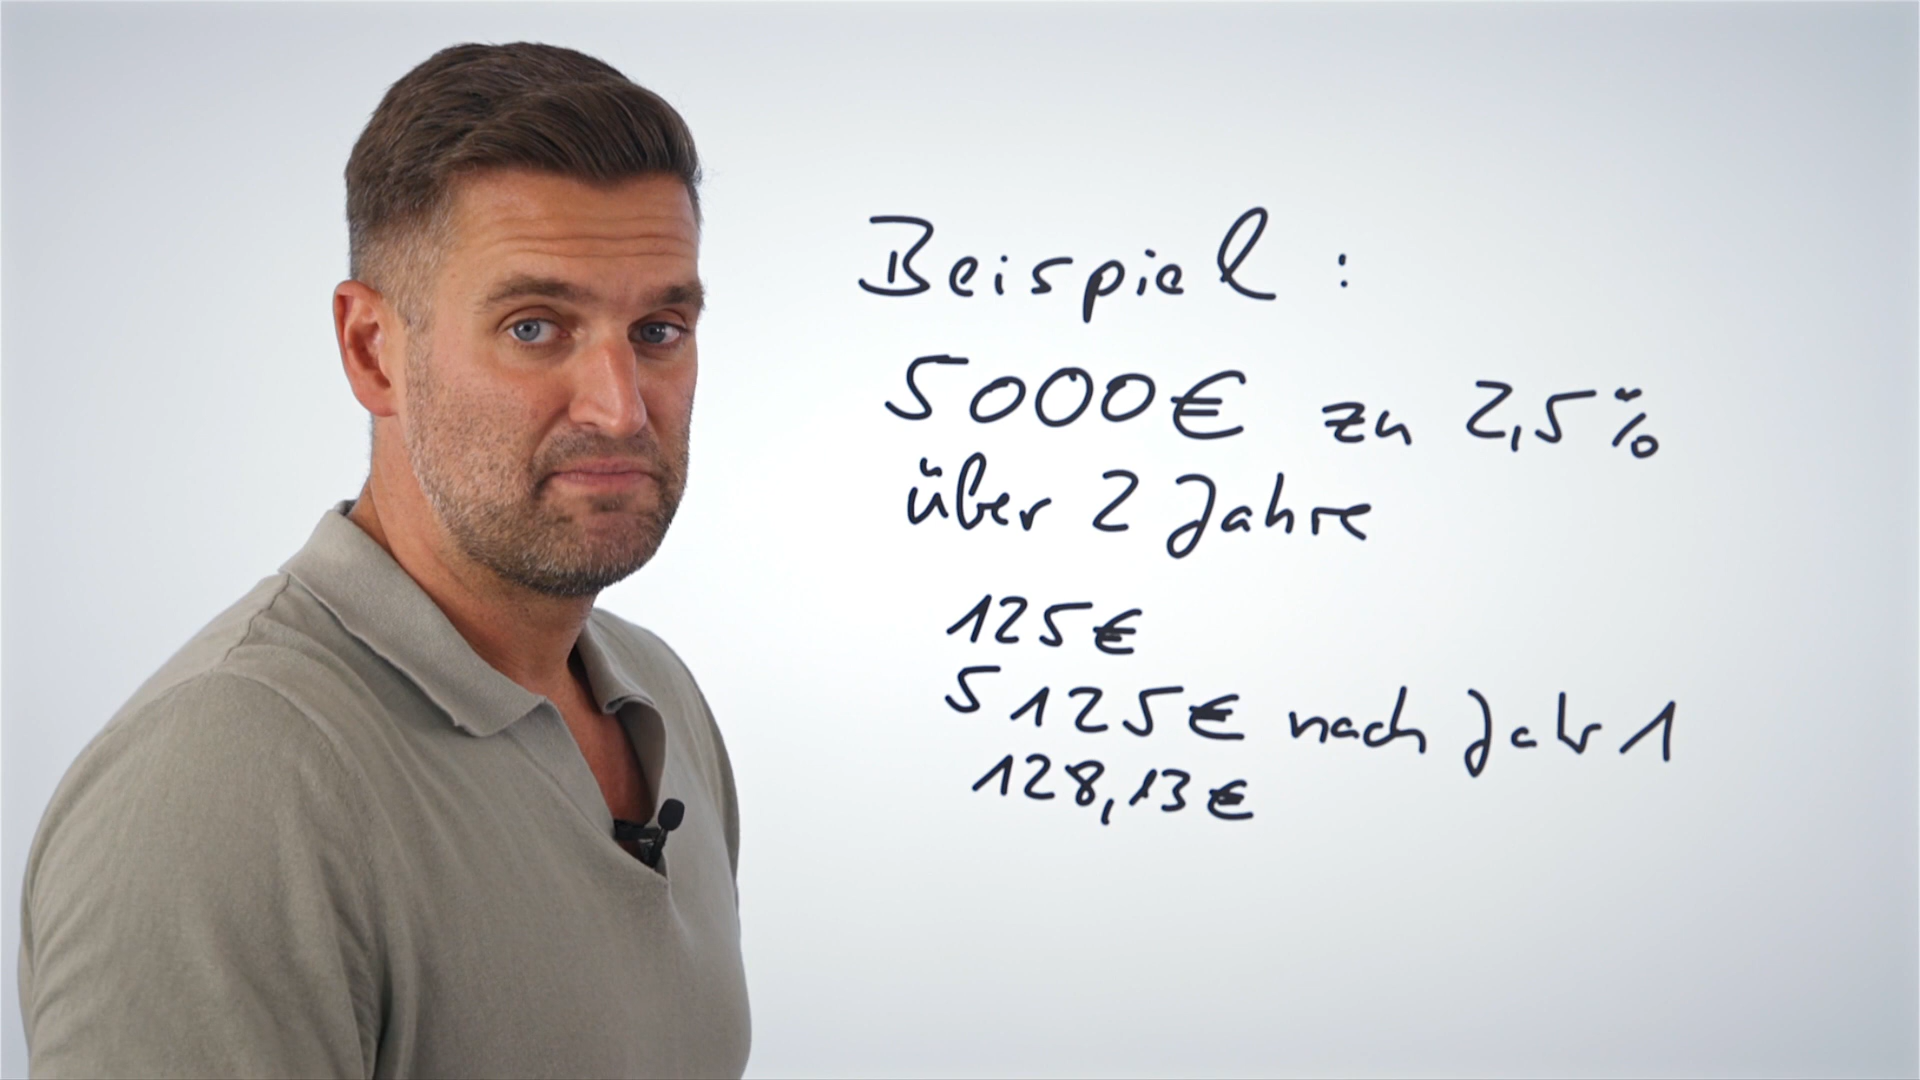 Beispiel:
5000€ zu 2,5%
über 2 Jahre
125€
5125€ nach Jahr 1
128,13€